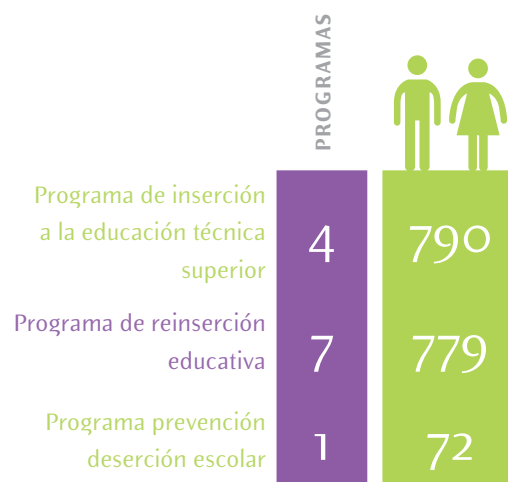 PROGRAMAS
Programa de inserción
a la educación técnica
superior
4
790
Programa de reinserción
educativa
7
779
Programa prevención
deserción escolar
1
72